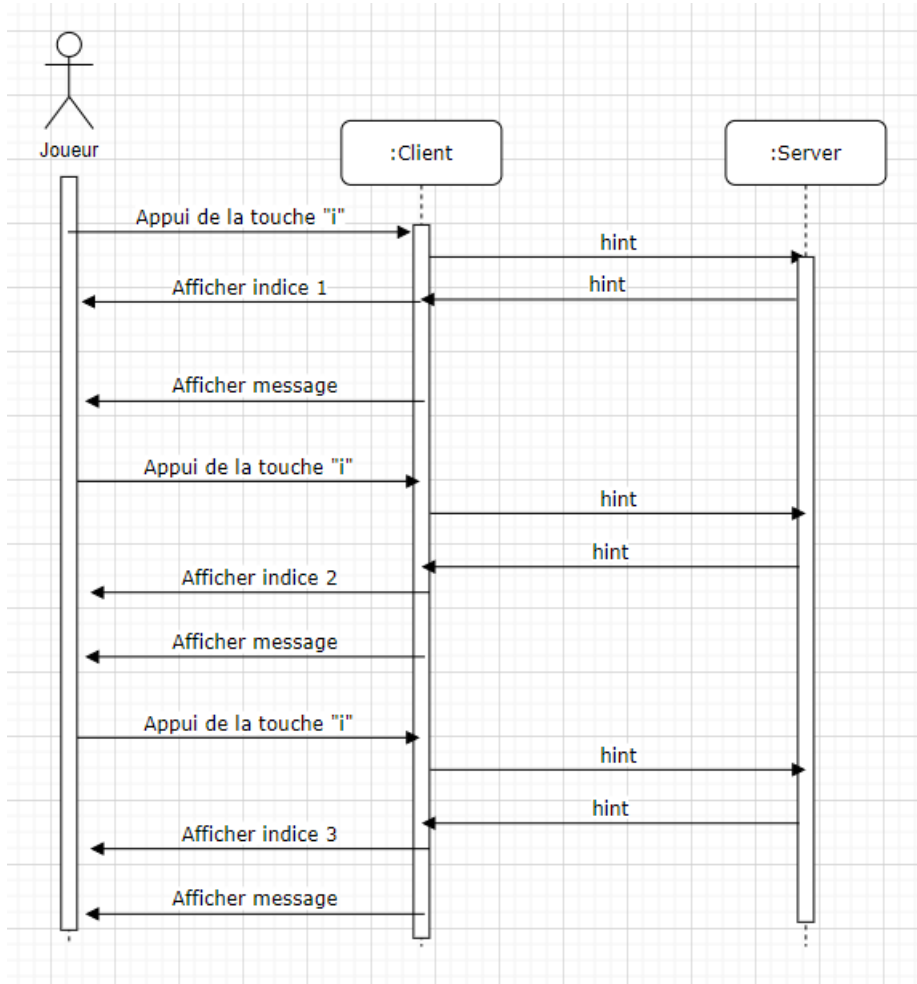 Joueur
:Client
:Server
Appui de la touche "i"
hint
hint
Afficher indice 1
Afficher message
Appui de la touche "i"
hint
hint
Afficher indice 2
Afficher message
Appui de la touche "i"
hint
hint
Afficher indice 3
Afficher message